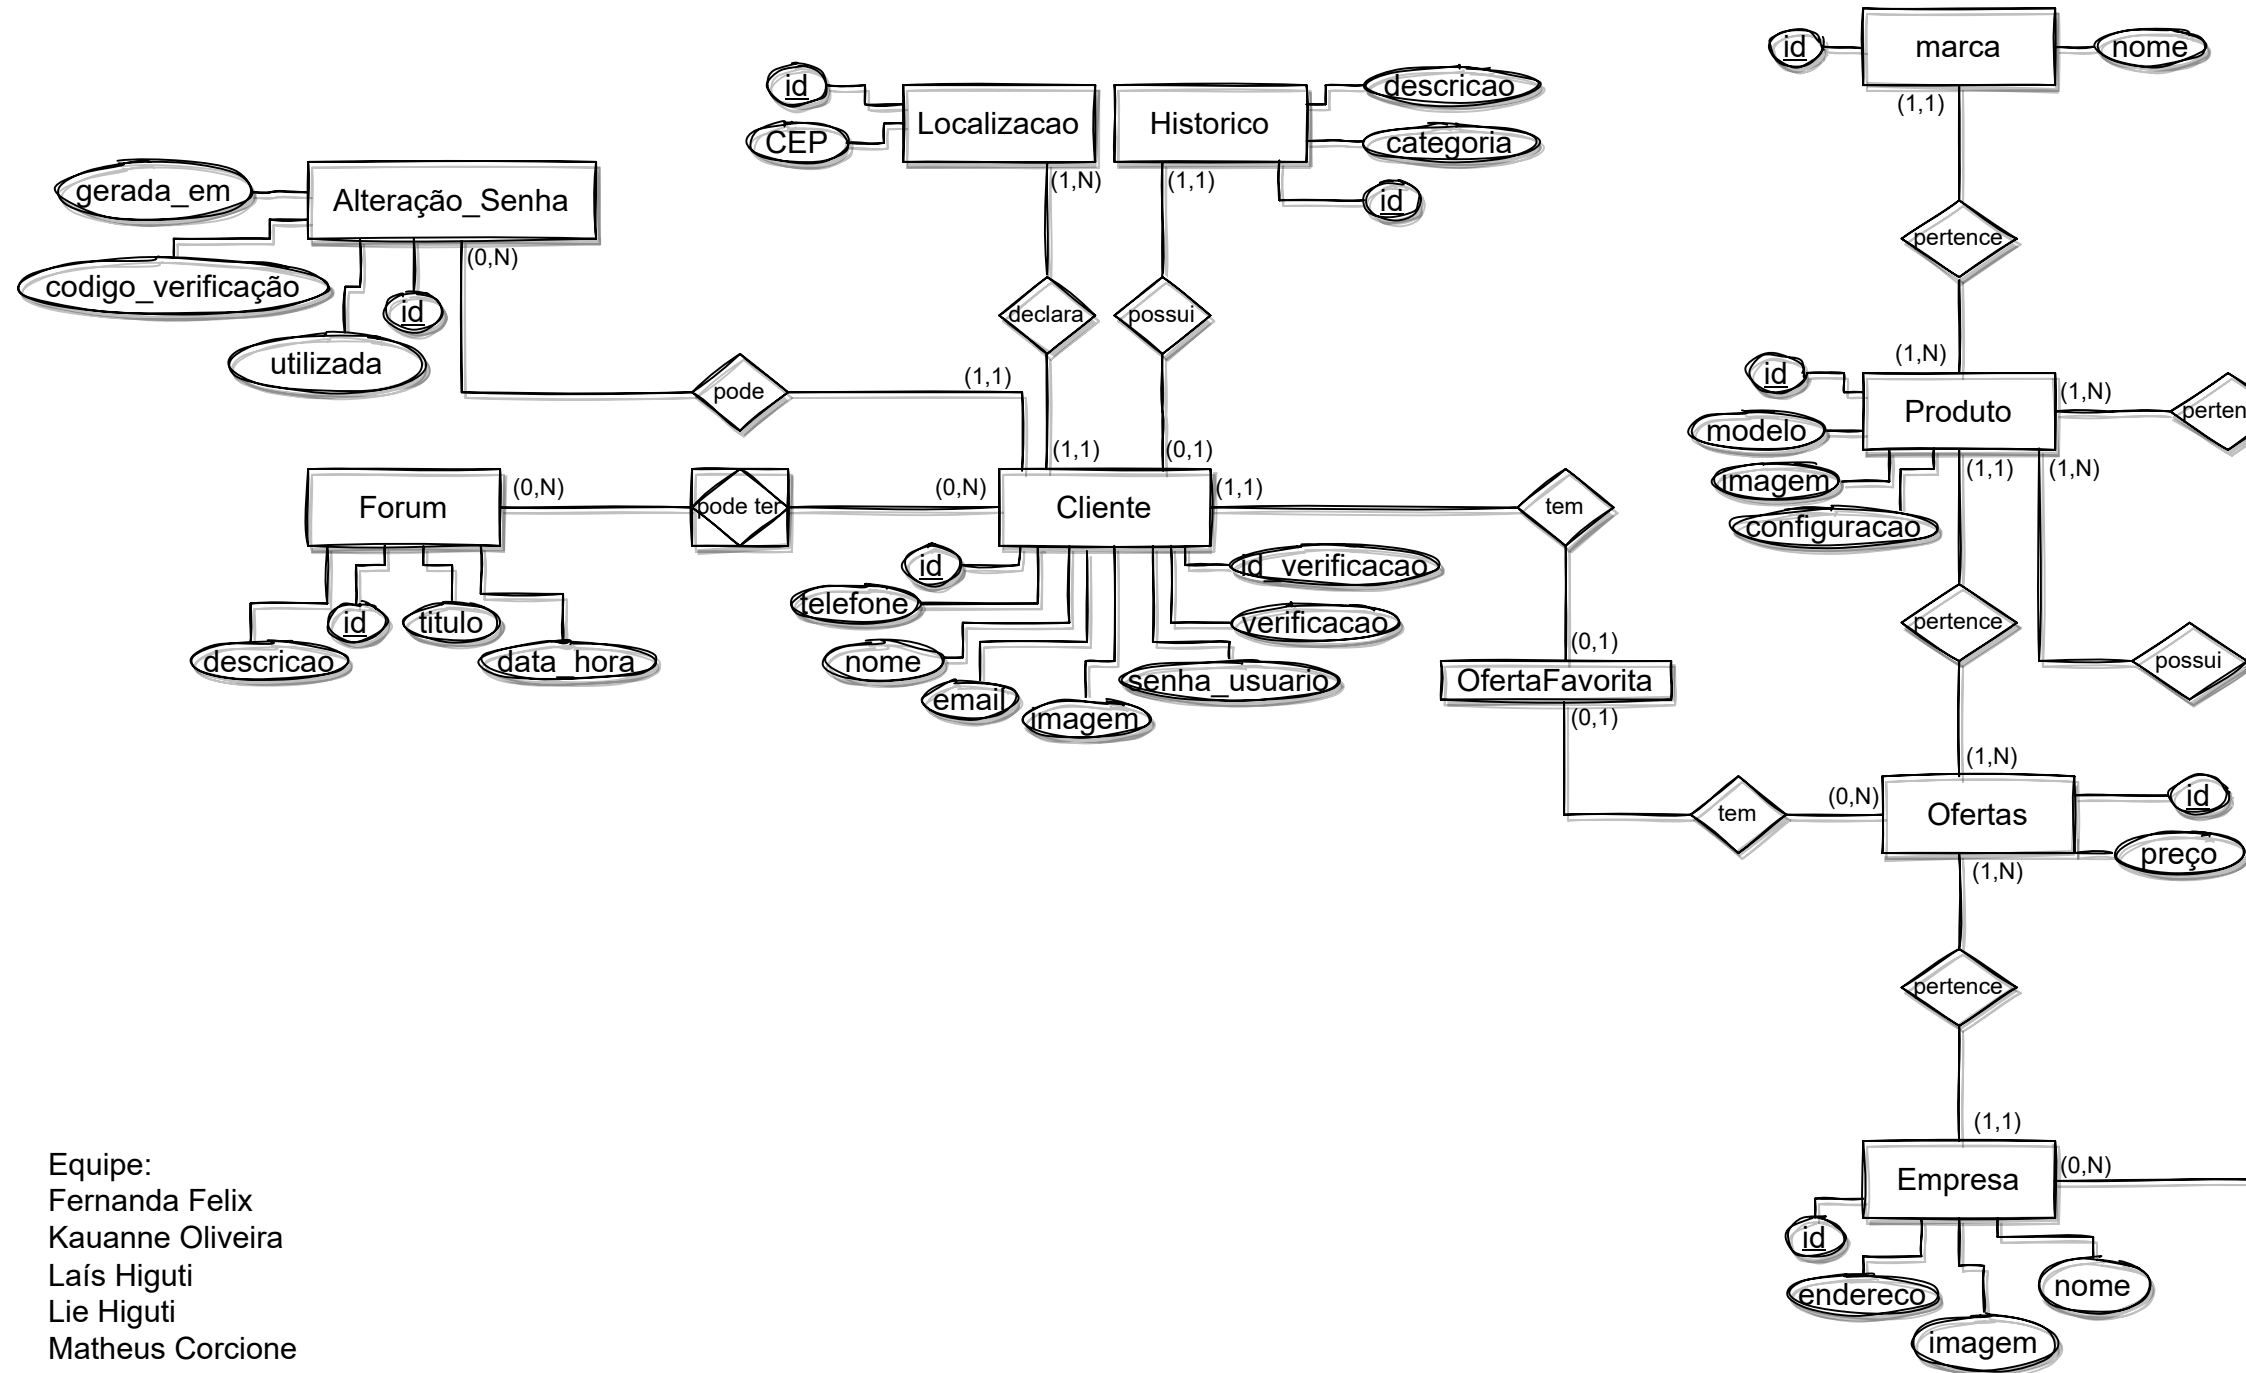 id
marca
nome
(1,1)
id
CEP
Localizacao
Historico
descricao
categoria
id
(1,N)
(1,1)
gerada_em
Alteração_Senha
codigo_verificação
(0,N)
id
utilizada
pertence
declara
possui
pode
(1,1)
(1,1)
(0,1)
(1,N)
id
Produto
(1,N)
perten
modelo
imagem
configuracao
(1,1)
(1,N)
Forum
(0,N)
pode ter
(0,N)
Cliente
(1,1)
tem
id
telefone
nome
email
imagem
senha_usuario
verificacao
id_verificacao
descricao
id
titulo
data_hora
(0,1)
OfertaFavorita
(0,1)
pertence
possui
(1,N)
tem
(0,N)
Ofertas
id
preço
(1,N)
pertence
(1,1)
Empresa
(0,N)
id
endereco
imagem
nome
Equipe:
Fernanda Felix
Kauanne Oliveira
Laís Higuti
Lie Higuti
Matheus Corcione